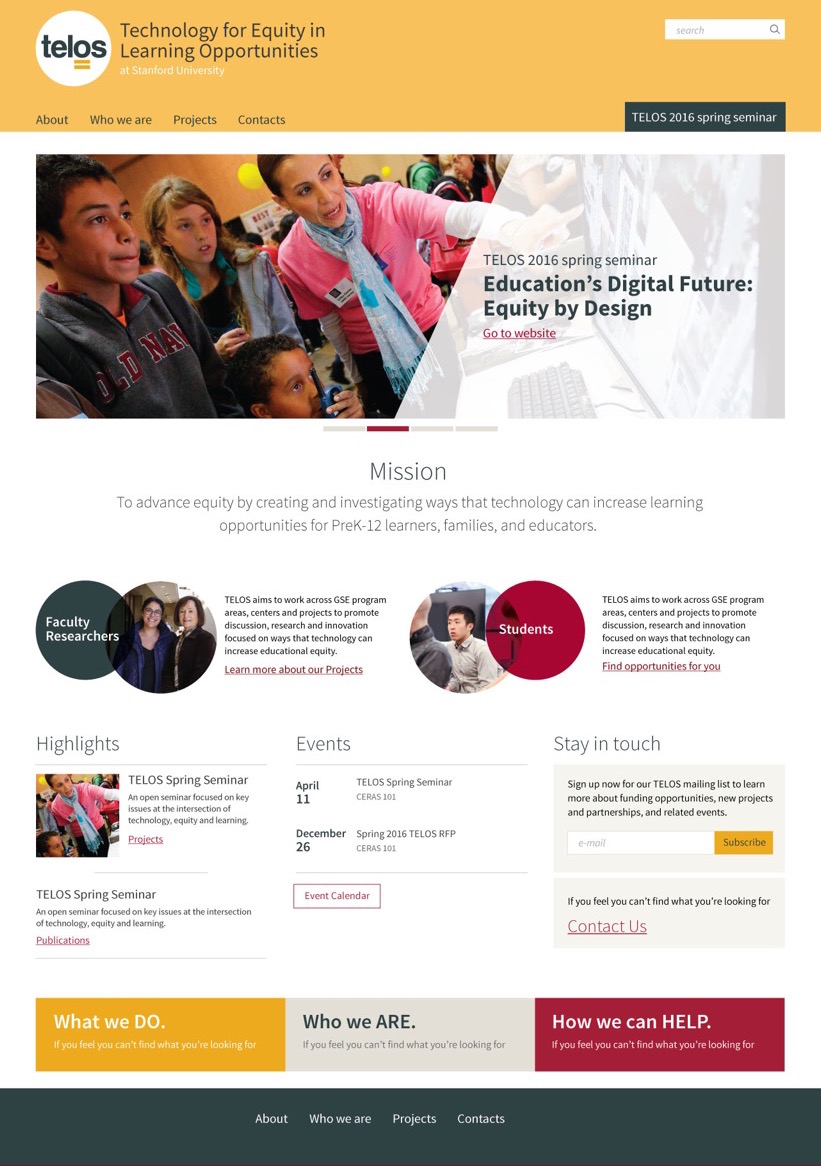 telos
Technology for Equity in
Learning Opportunities
at Stanford University
search
About Who we are Projects Contacts
TELOS 2016 spring seminar
BEST
OLD NAVY
TELOS 2016 spring seminar
Education’s Digital Future:
Equity by Design
Go to website
Mission
To advance equity by creating and investigating ways that technology can increase learning
opportunities for PreK-12 learners, families, and educators.
Faculty
Researchers
TELOS aims to work across GSE program
areas, centers and projects to promote
discussion, research and innovation
focused on ways that technology can
increase educational equity.
Learn more about our Projects
Students
TELOS aims to work across GSE program
areas, centers and projects to promote
discussion, research and innovation
focused on ways that technology can
increase educational equity.
Find opportunities for you
Highlights
TELOS Spring Seminar
An open seminar focused on key
issues at the intersection of
technology, equity and learning.
Projects
TELOS Spring Seminar
An open seminar focused on key issues at the intersection
of technology, equity and learning.
Publications
Events
April
11
TELOS Spring Seminar
CERAS 101
December
26
Spring 2016 TELOS RFP
CERAS 101
Event Calendar
Stay in touch
Sign up now for our TELOS mailing list to learn
more about funding opportunities, new projects
and partnerships, and related events.
e-mail
Subscribe
If you feel you can’t find what you’re looking for
Contact Us
What we DO.
If you feel you can’t find what you’re looking for
Who we ARE.
If you feel you can’t find what you’re looking for
How we can HELP.
If you feel you can’t find what you’re looking for
About Who we are Projects Contacts